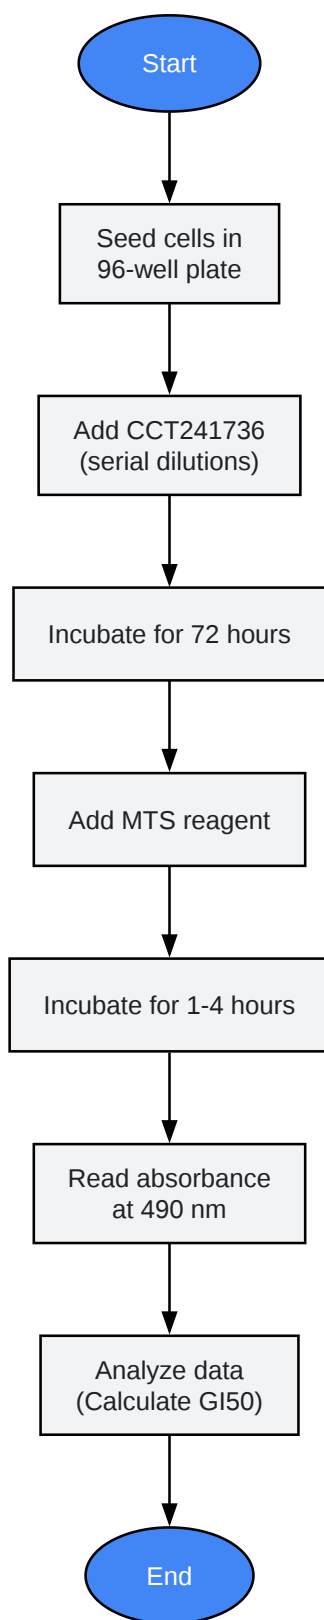 Start
Seed cells in
96-well plate
Add CCT241736
(serial dilutions)
Incubate for 72 hours
Add MTS reagent
Incubate for 1-4 hours
Read absorbance
at 490 nm
Analyze data
(Calculate GI50)
End